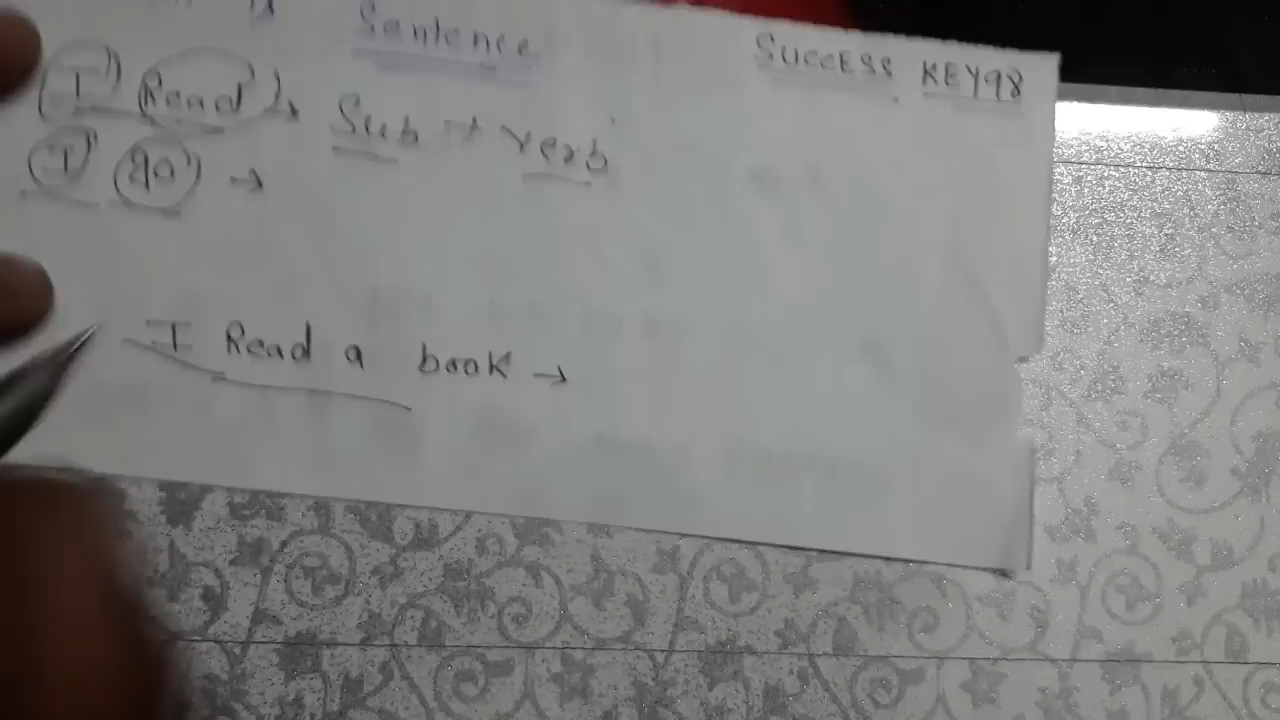 Sentence
SUCCESS KEY98
I Read → Sub + verb
I go →
I Read a book →